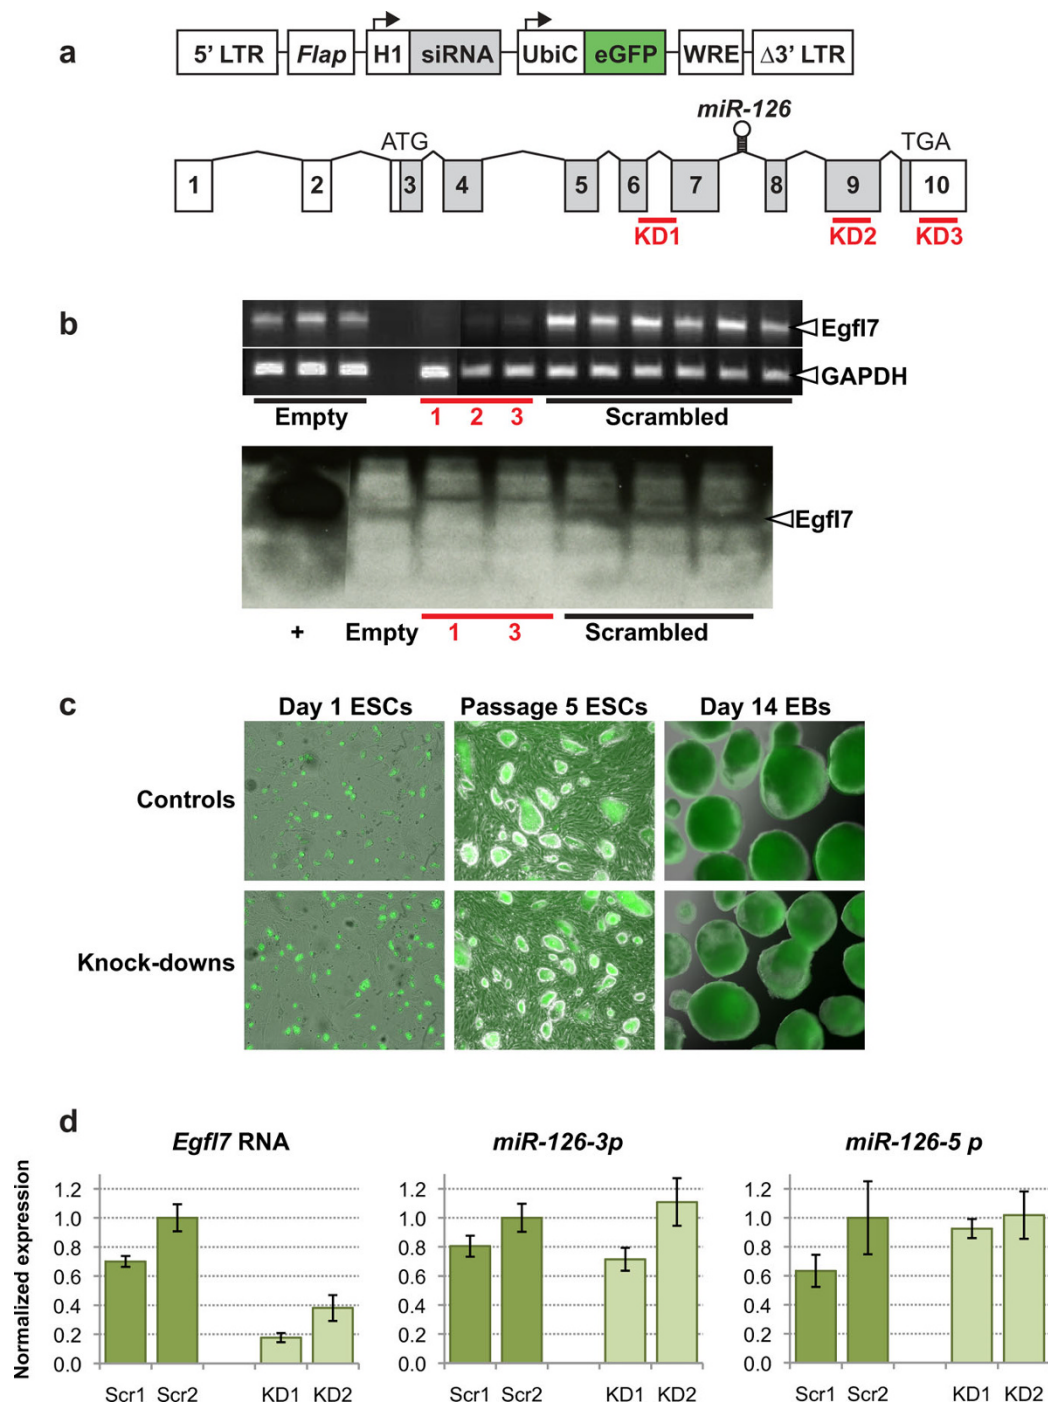 a
5' LTR Flap H1 siRNA UbiC eGFP WRE Δ3' LTR
miR-126
ATG TGA
1 2 3 4 5 6 7 8 9 10
KD1 KD2 KD3
b
Egfl7
GAPDH
Empty 1 2 3 Scrambled
Egfl7
+ Empty 1 3 Scrambled
c
Day 1 ESCs Passage 5 ESCs Day 14 EBs
Controls
Knock-downs
d
Egfl7 RNA miR-126-3p miR-126-5 p
Normalized expression
1.2 1.2 1.2
1.0 1.0 1.0
0.8 0.8 0.8
0.6 0.6 0.6
0.4 0.4 0.4
0.2 0.2 0.2
0.0 0.0 0.0
Scr1 Scr2 KD1 KD2 Scr1 Scr2 KD1 KD2 Scr1 Scr2 KD1 KD2